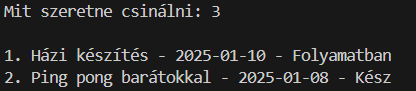 Mit szeretne csinálni: 3
1. Házi készítés - 2025-01-10 - Folyamatban
2. Ping pong barátokkal - 2025-01-08 - Kész